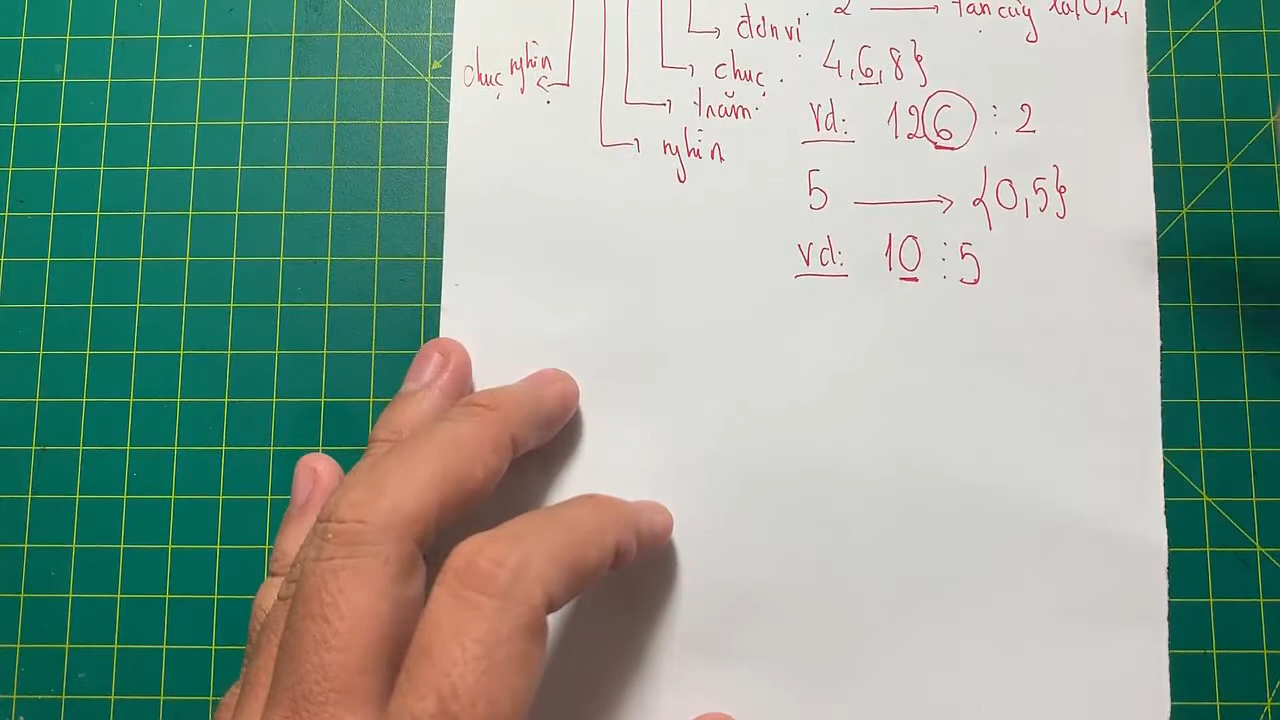 đơn vị
chục
trăm
nghìn
chục nghìn
2 → tận cùng là {0,2,
4,6,8}
vd: 126 ⋮ 2
5 → {0,5}
vd: 10 ⋮ 5